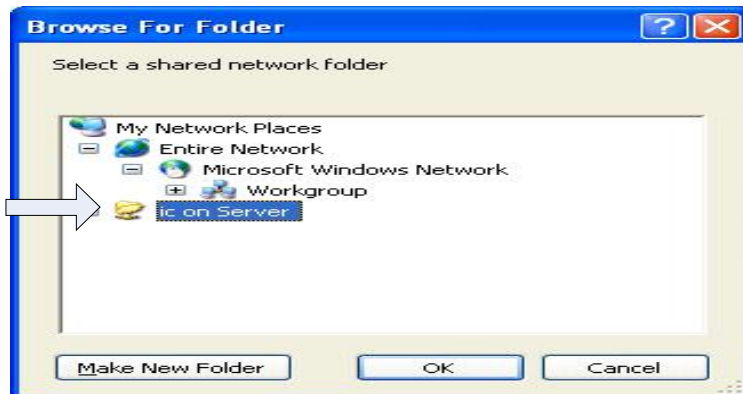 Browse For Folder
Select a shared network folder
My Network Places
Entire Network
Microsoft Windows Network
Workgroup
ic on Server
Make New Folder
OK
Cancel